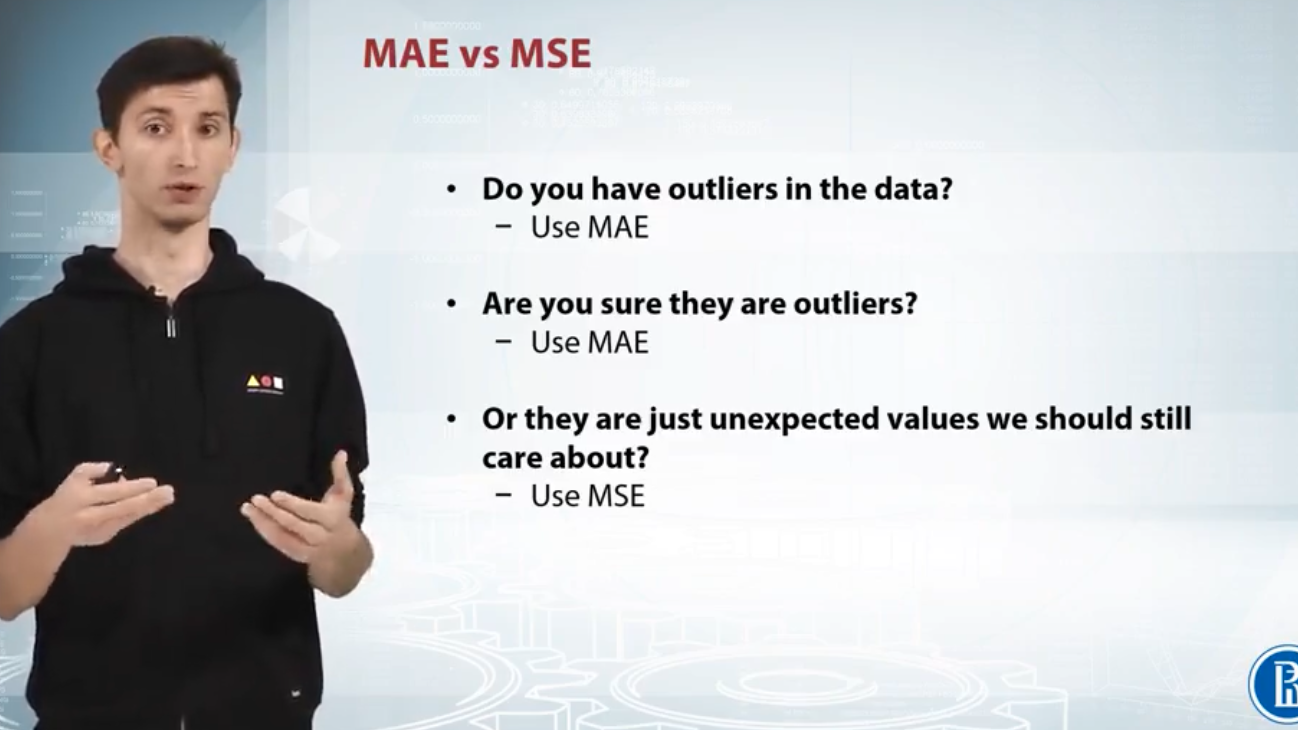 MAE vs MSE
• Do you have outliers in the data?
– Use MAE
• Are you sure they are outliers?
– Use MAE
• Or they are just unexpected values we should still
care about?
– Use MSE